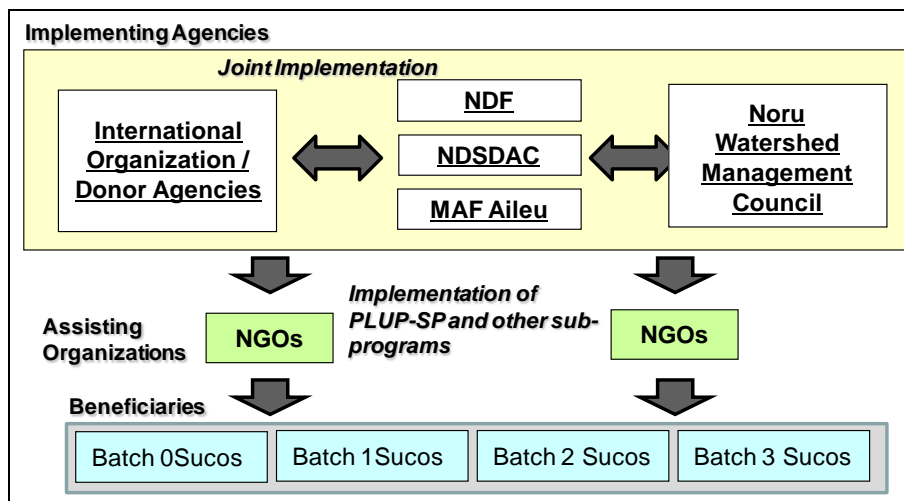 Implementing Agencies
Joint Implementation
International
Organization /
Donor Agencies
NDF
NDSDAC
MAF Aileu
Noru
Watershed
Management
Council
Implementation of
PLUP-SP and other sub-
programs
Assisting
Organizations
NGOs
NGOs
Beneficiaries
Batch 0Sucos
Batch 1Sucos
Batch 2 Sucos
Batch 3 Sucos